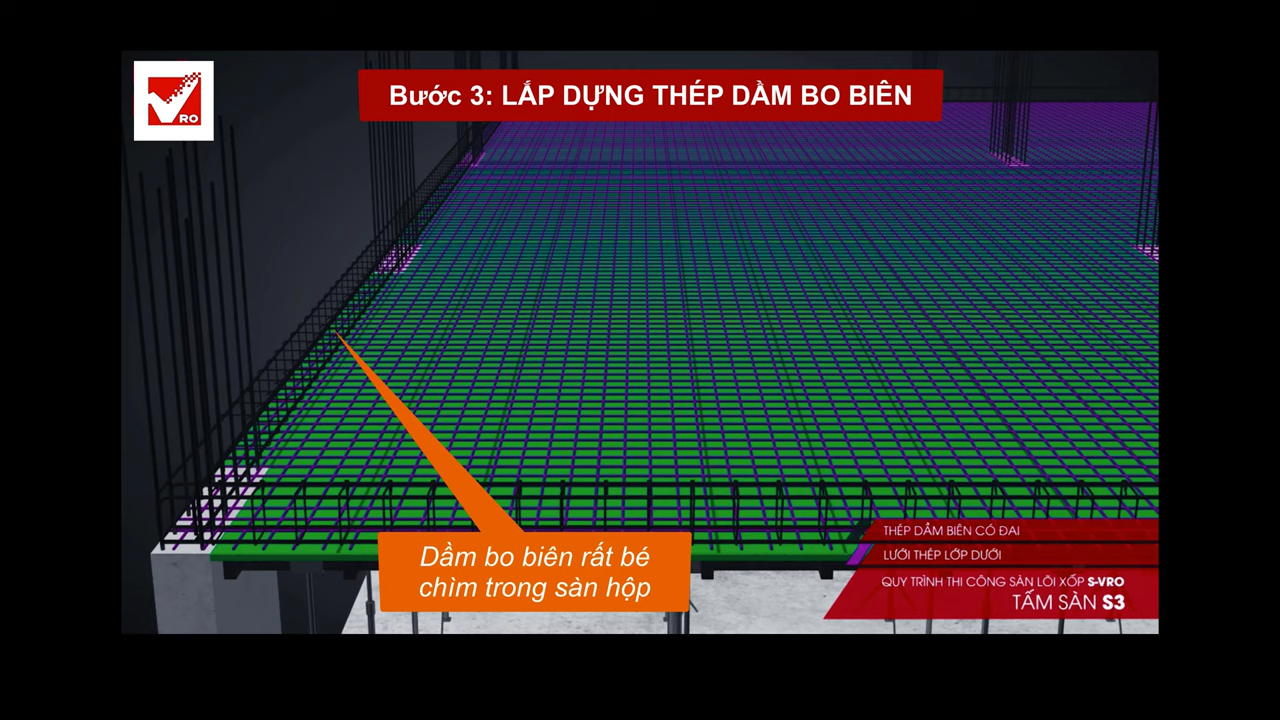 RO
Bước 3: LẮP DỰNG THÉP DẦM BO BIÊN
Dầm bo biên rất bé
chìm trong sàn hộp
THÉP DẦM BIÊN CÓ ĐAI
LƯỚI THÉP LỚP DƯỚI
QUY TRÌNH THI CÔNG SÀN LÕI XỐP S-VRO
TẤM SÀN S3